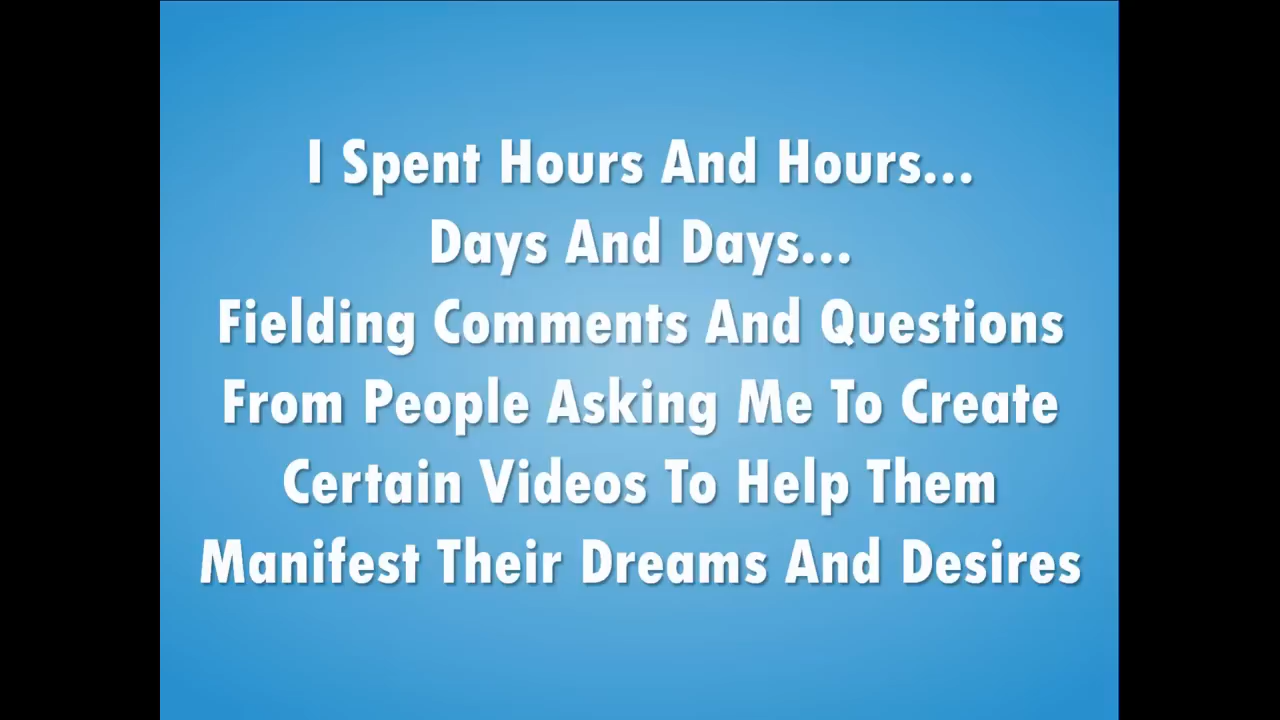 I Spent Hours And Hours...
Days And Days...
Fielding Comments And Questions
From People Asking Me To Create
Certain Videos To Help Them
Manifest Their Dreams And Desires